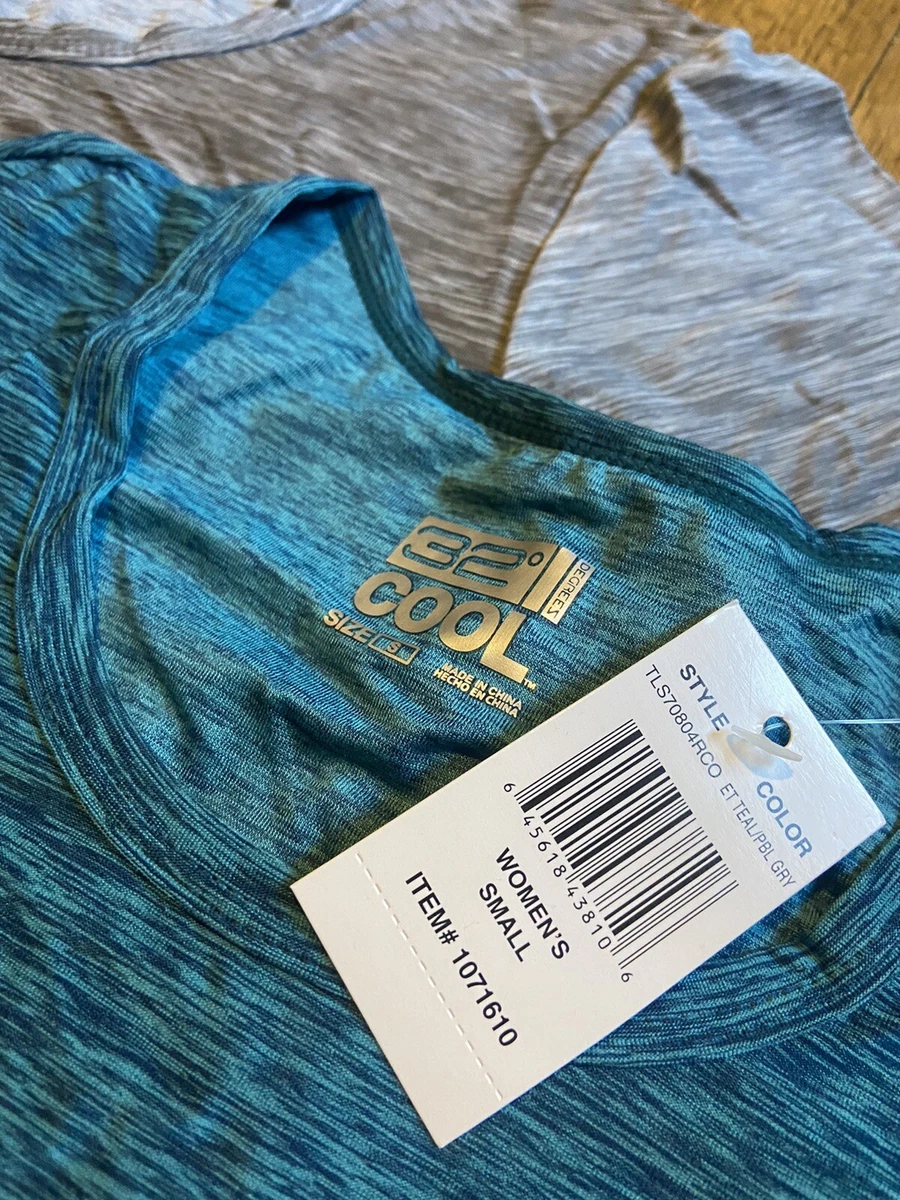 32°
DEGREES
COOL™
SIZE S
MADE IN CHINA
HECHO EN CHINA
STYLE COLOR
TLS70804RCO ET TEAL/PBL GRY
6 45618 43810 6
WOMEN'S
SMALL
ITEM# 1071610